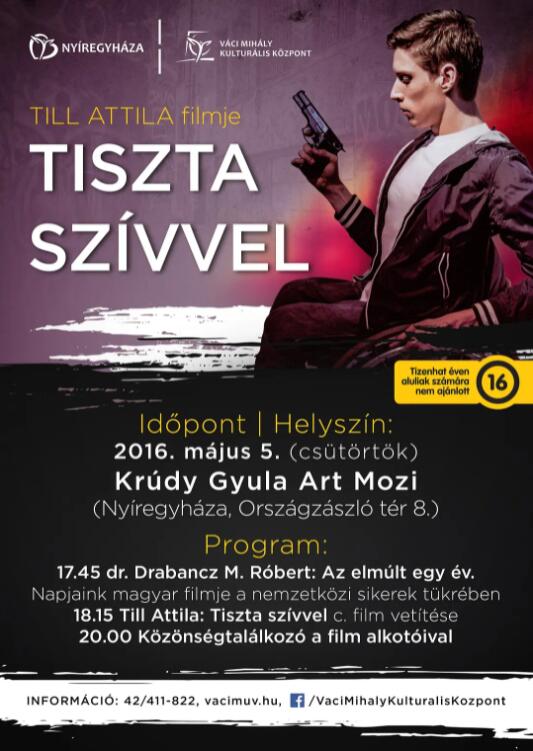 NYÍREGYHÁZA
VÁCI MIHÁLY
KULTURÁLIS KÖZPONT
TILL ATTILA filmje
TISZTA
SZÍVVEL
Tizenhat éven
aluliak számára
nem ajánlott
16
Időpont | Helyszín:
2016. május 5. (csütörtök)
Krúdy Gyula Art Mozi
(Nyíregyháza, Országzászló tér 8.)
Program:
17.45 dr. Drabancz M. Róbert: Az elmúlt egy év.
Napjaink magyar filmje a nemzetközi sikerek tükrében
18.15 Till Attila: Tiszta szívvel c. film vetítése
20.00 Közönségtalálkozó a film alkotóival
INFORMÁCIÓ: 42/411-822, vacimuv.hu, f/VaciMihalyKulturalisKozpont